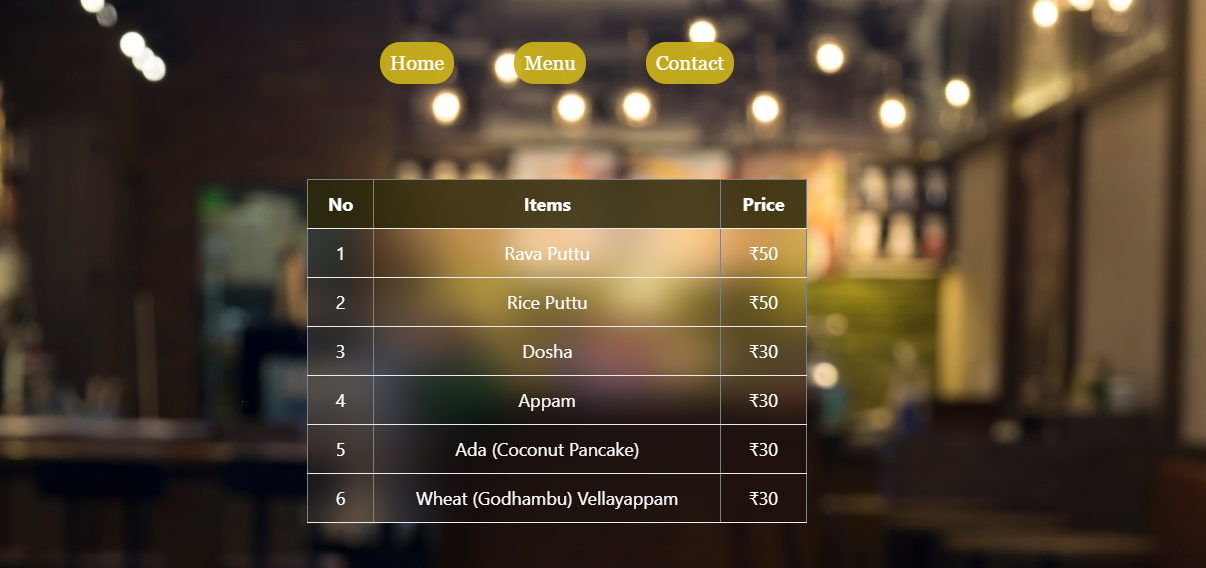 Home Menu Contact
No Items Price
1 Rava Puttu ₹50
2 Rice Puttu ₹50
3 Dosha ₹30
4 Appam ₹30
5 Ada (Coconut Pancake) ₹30
6 Wheat (Godhambu) Vellayappam ₹30